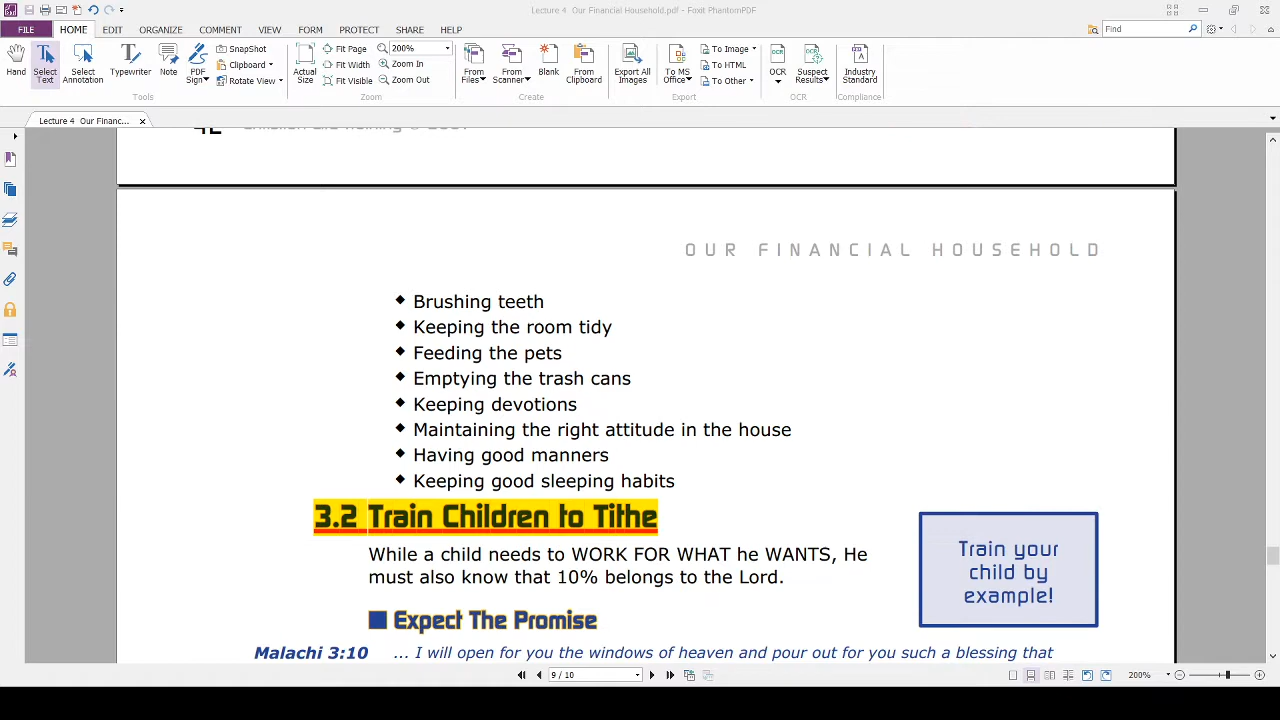 Lecture 4 Our Financial Household.pdf - Foxit PhantomPDF
FILE HOME EDIT ORGANIZE COMMENT VIEW FORM PROTECT SHARE HELP
Find
Hand
Select Text
Select Annotation
Typewriter
Note
PDF Sign
SnapShot
Clipboard
Rotate View
Tools
Actual Size
Fit Page
Fit Width
Fit Visible
200%
Zoom In
Zoom Out
Zoom
From Files
From Scanner
Blank
From Clipboard
Create
Export All Images
To MS Office
To Image
To HTML
To Other
Export
OCR
Suspect Results
OCR
Industry Standard
Compliance
Lecture 4 Our Financ...
OUR FINANCIAL HOUSEHOLD
◆ Brushing teeth
◆ Keeping the room tidy
◆ Feeding the pets
◆ Emptying the trash cans
◆ Keeping devotions
◆ Maintaining the right attitude in the house
◆ Having good manners
◆ Keeping good sleeping habits
3.2 Train Children to Tithe
While a child needs to WORK FOR WHAT he WANTS, He
must also know that 10% belongs to the Lord.
Train your
child by
example!
■ Expect The Promise
Malachi 3:10 ... I will open for you the windows of heaven and pour out for you such a blessing that
9 / 10
200%